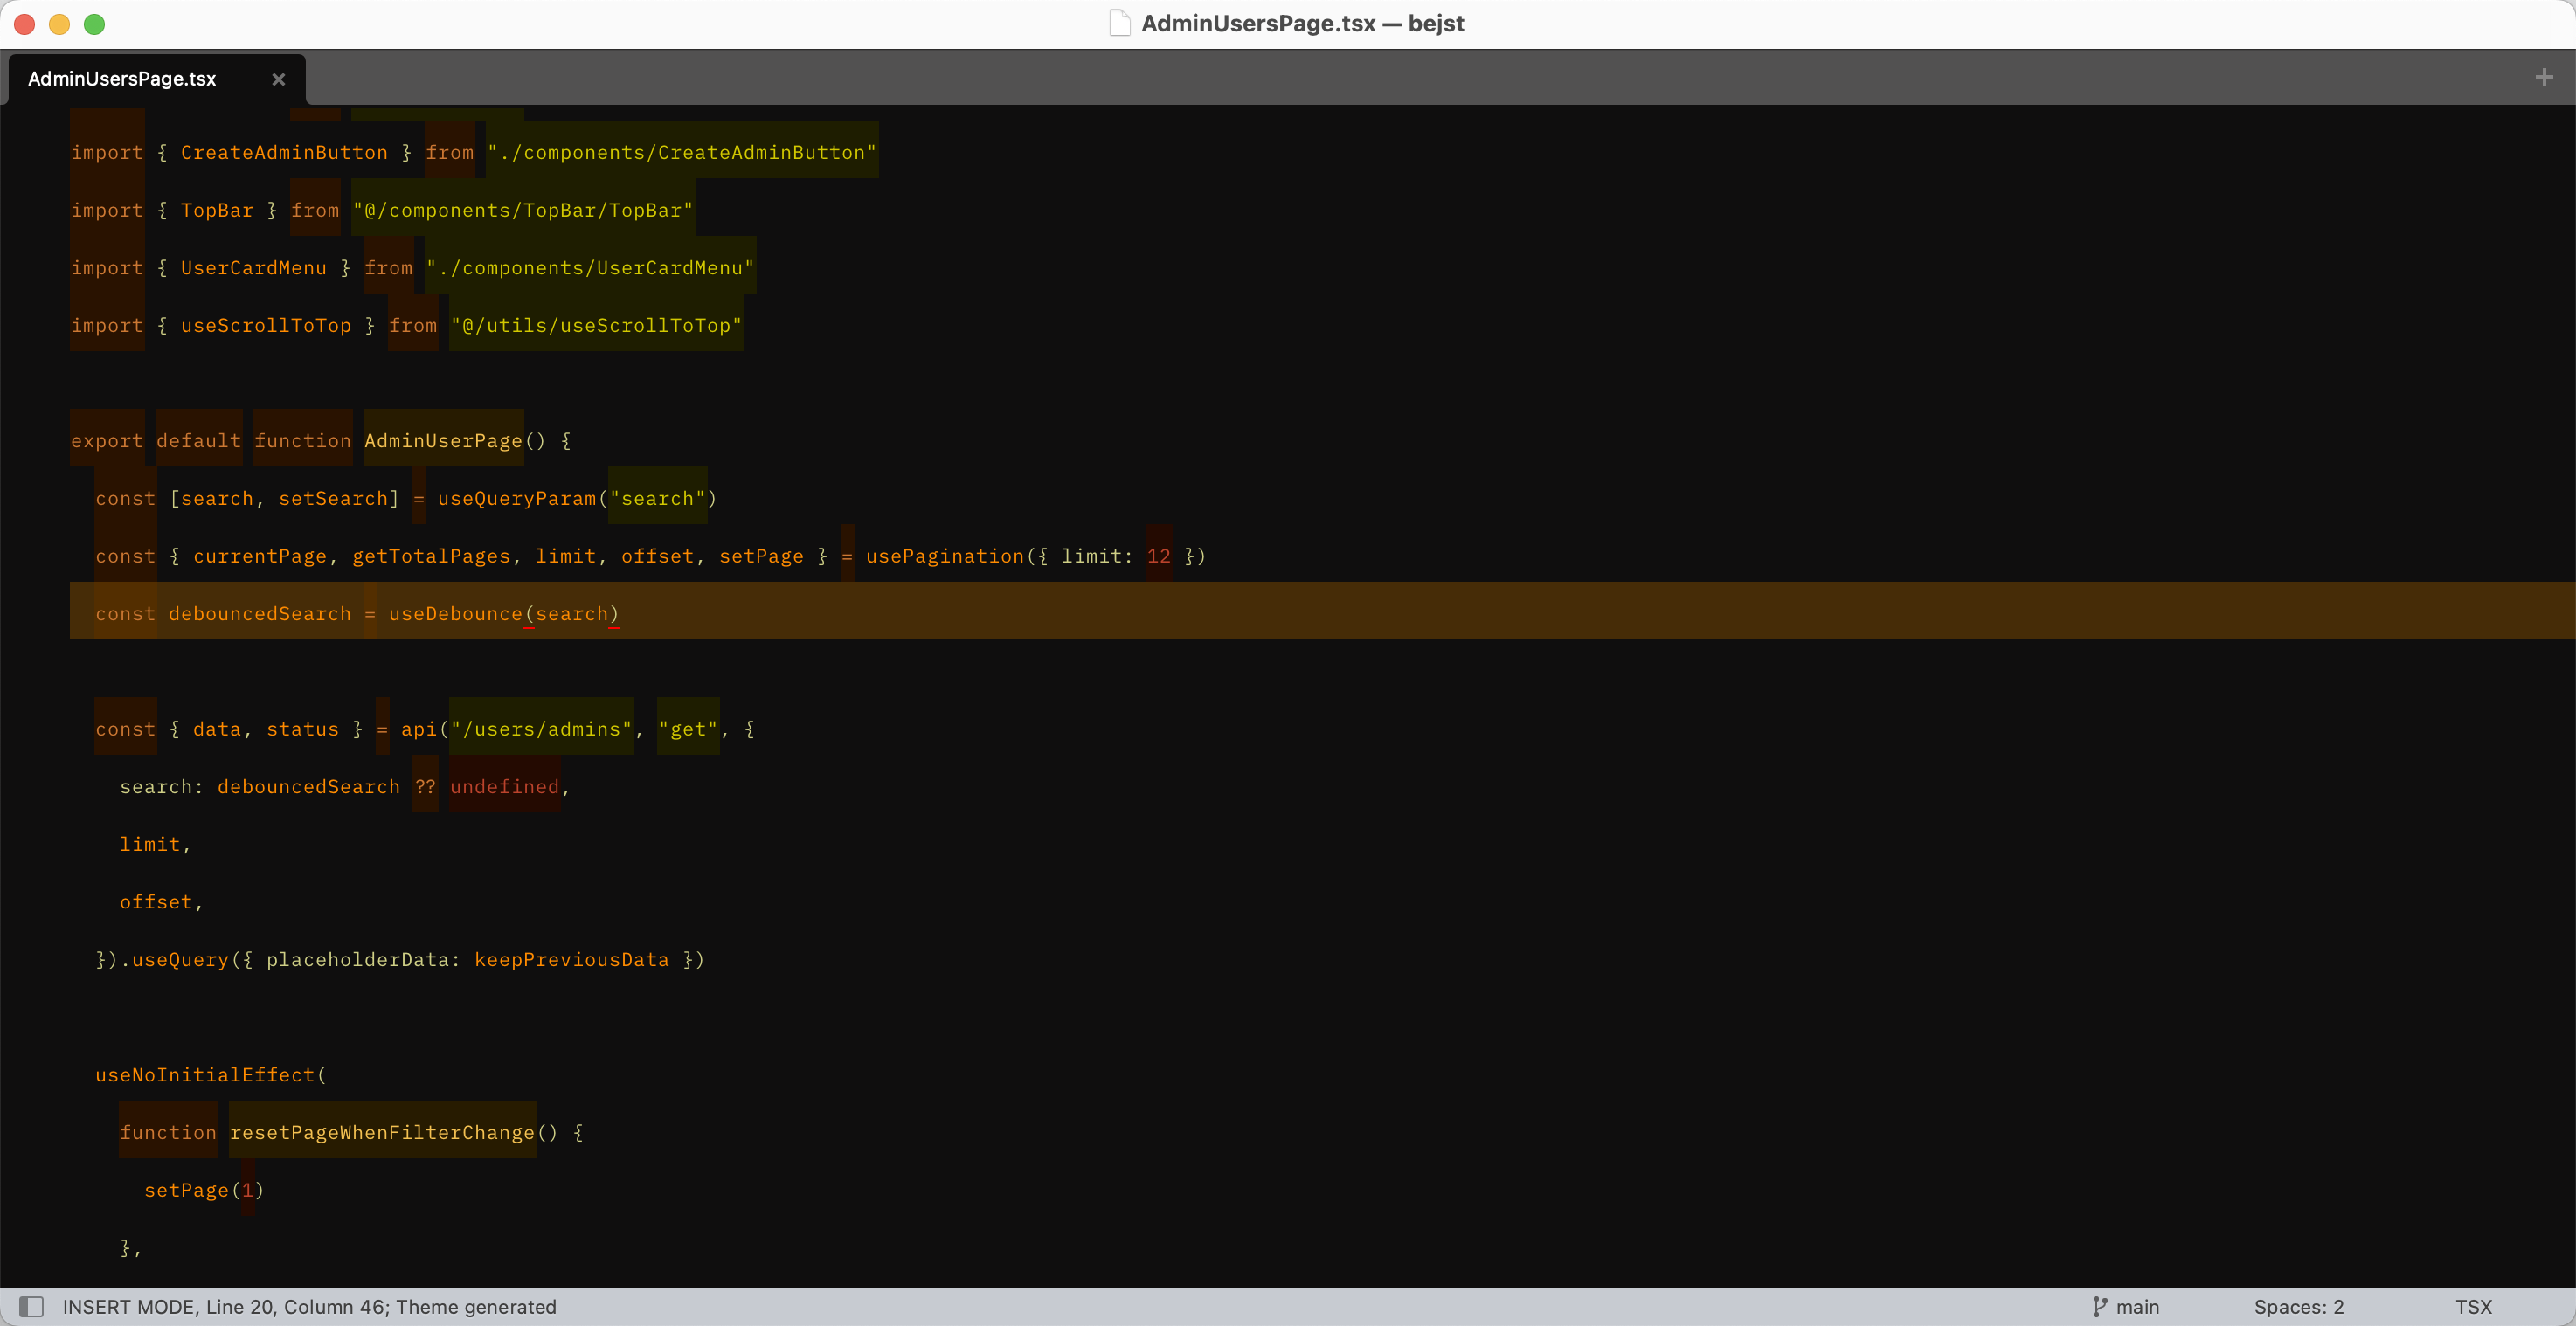 AdminUsersPage.tsx — bejst
AdminUsersPage.tsx
import { CreateAdminButton } from "./components/CreateAdminButton"
import { TopBar } from "@/components/TopBar/TopBar"
import { UserCardMenu } from "./components/UserCardMenu"
import { useScrollToTop } from "@/utils/useScrollToTop"
export default function AdminUserPage() {
const [search, setSearch] = useQueryParam("search")
const { currentPage, getTotalPages, limit, offset, setPage } = usePagination({ limit: 12 })
const debouncedSearch = useDebounce(search)
const { data, status } = api("/users/admins", "get", {
search: debouncedSearch ?? undefined,
limit,
offset,
}).useQuery({ placeholderData: keepPreviousData })
useNoInitialEffect(
function resetPageWhenFilterChange() {
setPage(1)
},
INSERT MODE, Line 20, Column 46; Theme generated
main
Spaces: 2
TSX